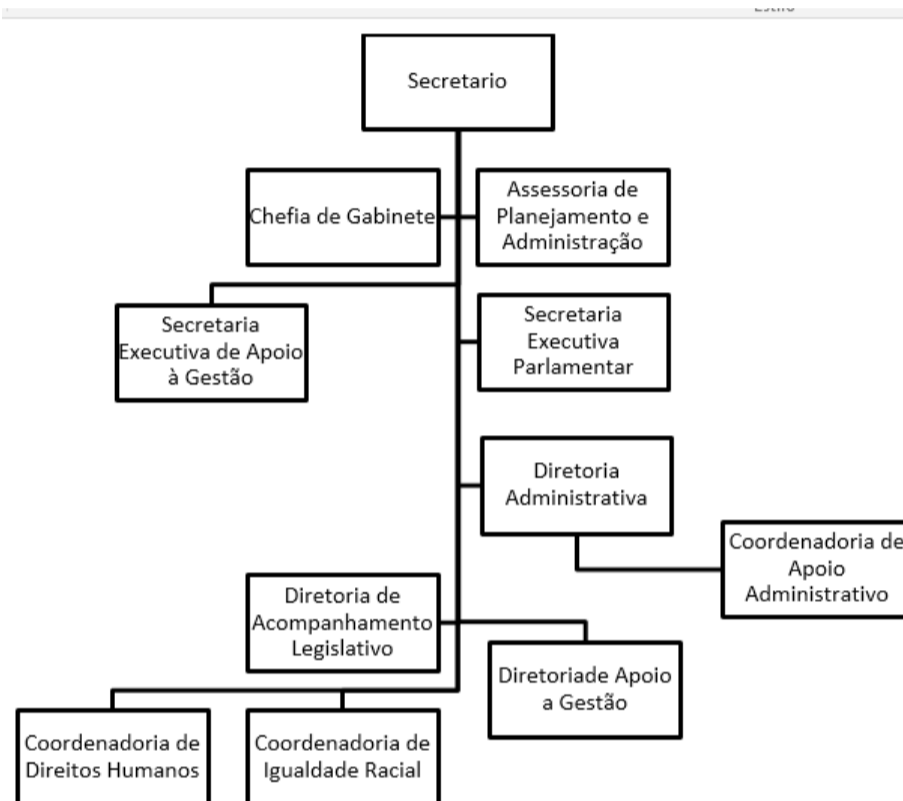 Secretario
Chefia de Gabinete
Assessoria de
Planejamento e
Administração
Secretaria
Executiva de Apoio
à Gestão
Secretaria
Executiva
Parlamentar
Diretoria
Administrativa
Coordenadoria de
Apoio
Administrativo
Diretoria de
Acompanhamento
Legislativo
Diretoriade Apoio
a Gestão
Coordenadoria de
Direitos Humanos
Coordenadoria de
Igualdade Racial